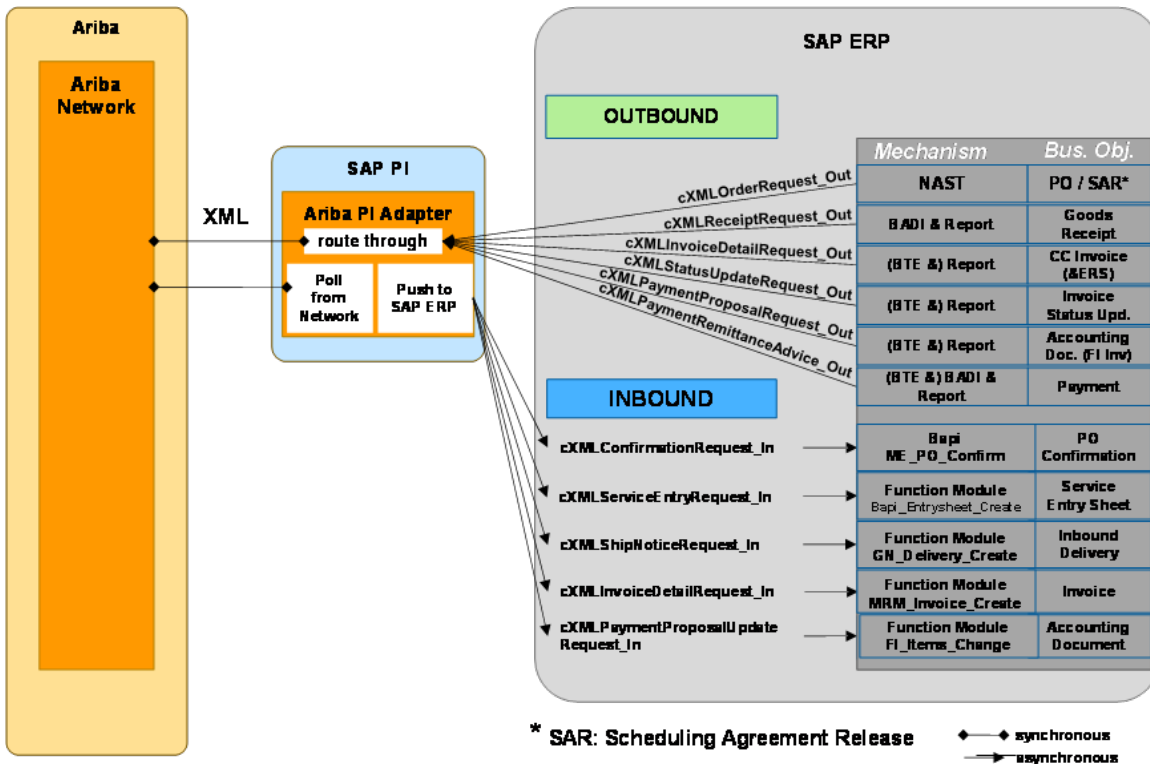 Ariba
Ariba
Network
XML
SAP PI
Ariba PI Adapter
route through
Poll
from
Network
Push to
SAP ERP
SAP ERP
OUTBOUND
cXMLOrderRequest_Out
cXMLReceiptRequest_Out
cXMLInvoiceDetailRequest_Out
cXMLStatusUpdateRequest_Out
cXMLPaymentProposalRequest_Out
cXMLPaymentRemittanceAdvice_Out
Mechanism Bus. Obj.
NAST PO / SAR*
BADI & Report Goods
Receipt
(BTE &) Report CC Invoice
(&ERS)
(BTE &) Report Invoice
Status Upd.
(BTE &) Report Accounting
Doc. (FI Inv)
(BTE &) BADI &
Report Payment
INBOUND
cXMLConfirmationRequest_In
Bapi
ME_PO_Confirm
PO
Confirmation
cXMLServiceEntryRequest_In
Function Module
Bapi_Entrysheet_Create
Service
Entry Sheet
cXMLShipNoticeRequest_In
Function Module
GN_Delivery_Create
Inbound
Delivery
cXMLInvoiceDetailRequest_In
Function Module
MRM_Invoice_Create
Invoice
cXMLPaymentProposalUpdate
Request_In
Function Module
FI_Items_Change
Accounting
Document
* SAR: Scheduling Agreement Release
synchronous
asynchronous